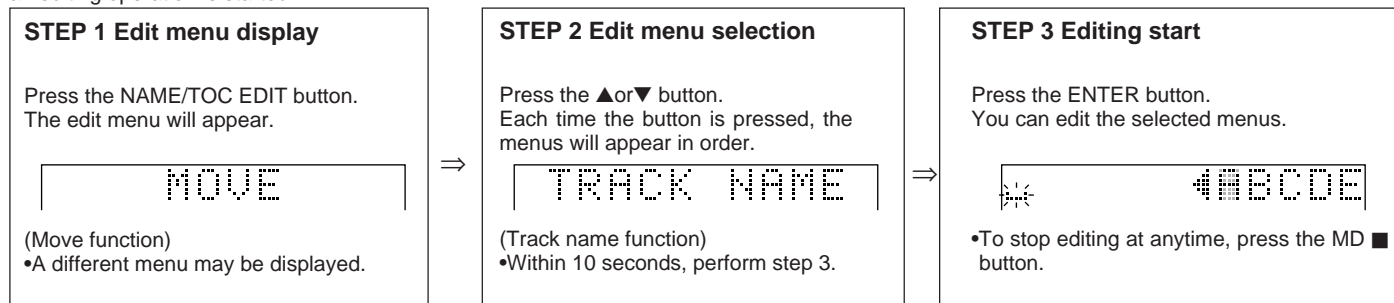 STEP 1 Edit menu display
Press the NAME/TOC EDIT button.
The edit menu will appear.
MOVE
(Move function)
•A different menu may be displayed.
⇒
STEP 2 Edit menu selection
Press the ▲or▼ button.
Each time the button is pressed, the
menus will appear in order.
TRACK NAME
(Track name function)
•Within 10 seconds, perform step 3.
⇒
STEP 3 Editing start
Press the ENTER button.
You can edit the selected menus.
◀ABCDE
•To stop editing at anytime, press the MD ■
button.